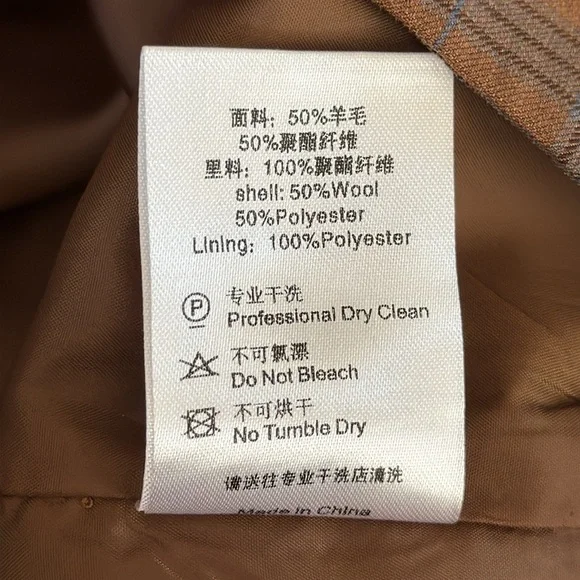 面料：50%羊毛
50%聚酯纤维
里料：100%聚酯纤维
shell: 50%Wool
50%Polyester
Lining：100%Polyester
P
专业干洗
Professional Dry Clean
不可氯漂
Do Not Bleach
不可烘干
No Tumble Dry
请送往专业干洗店清洗
Made in China